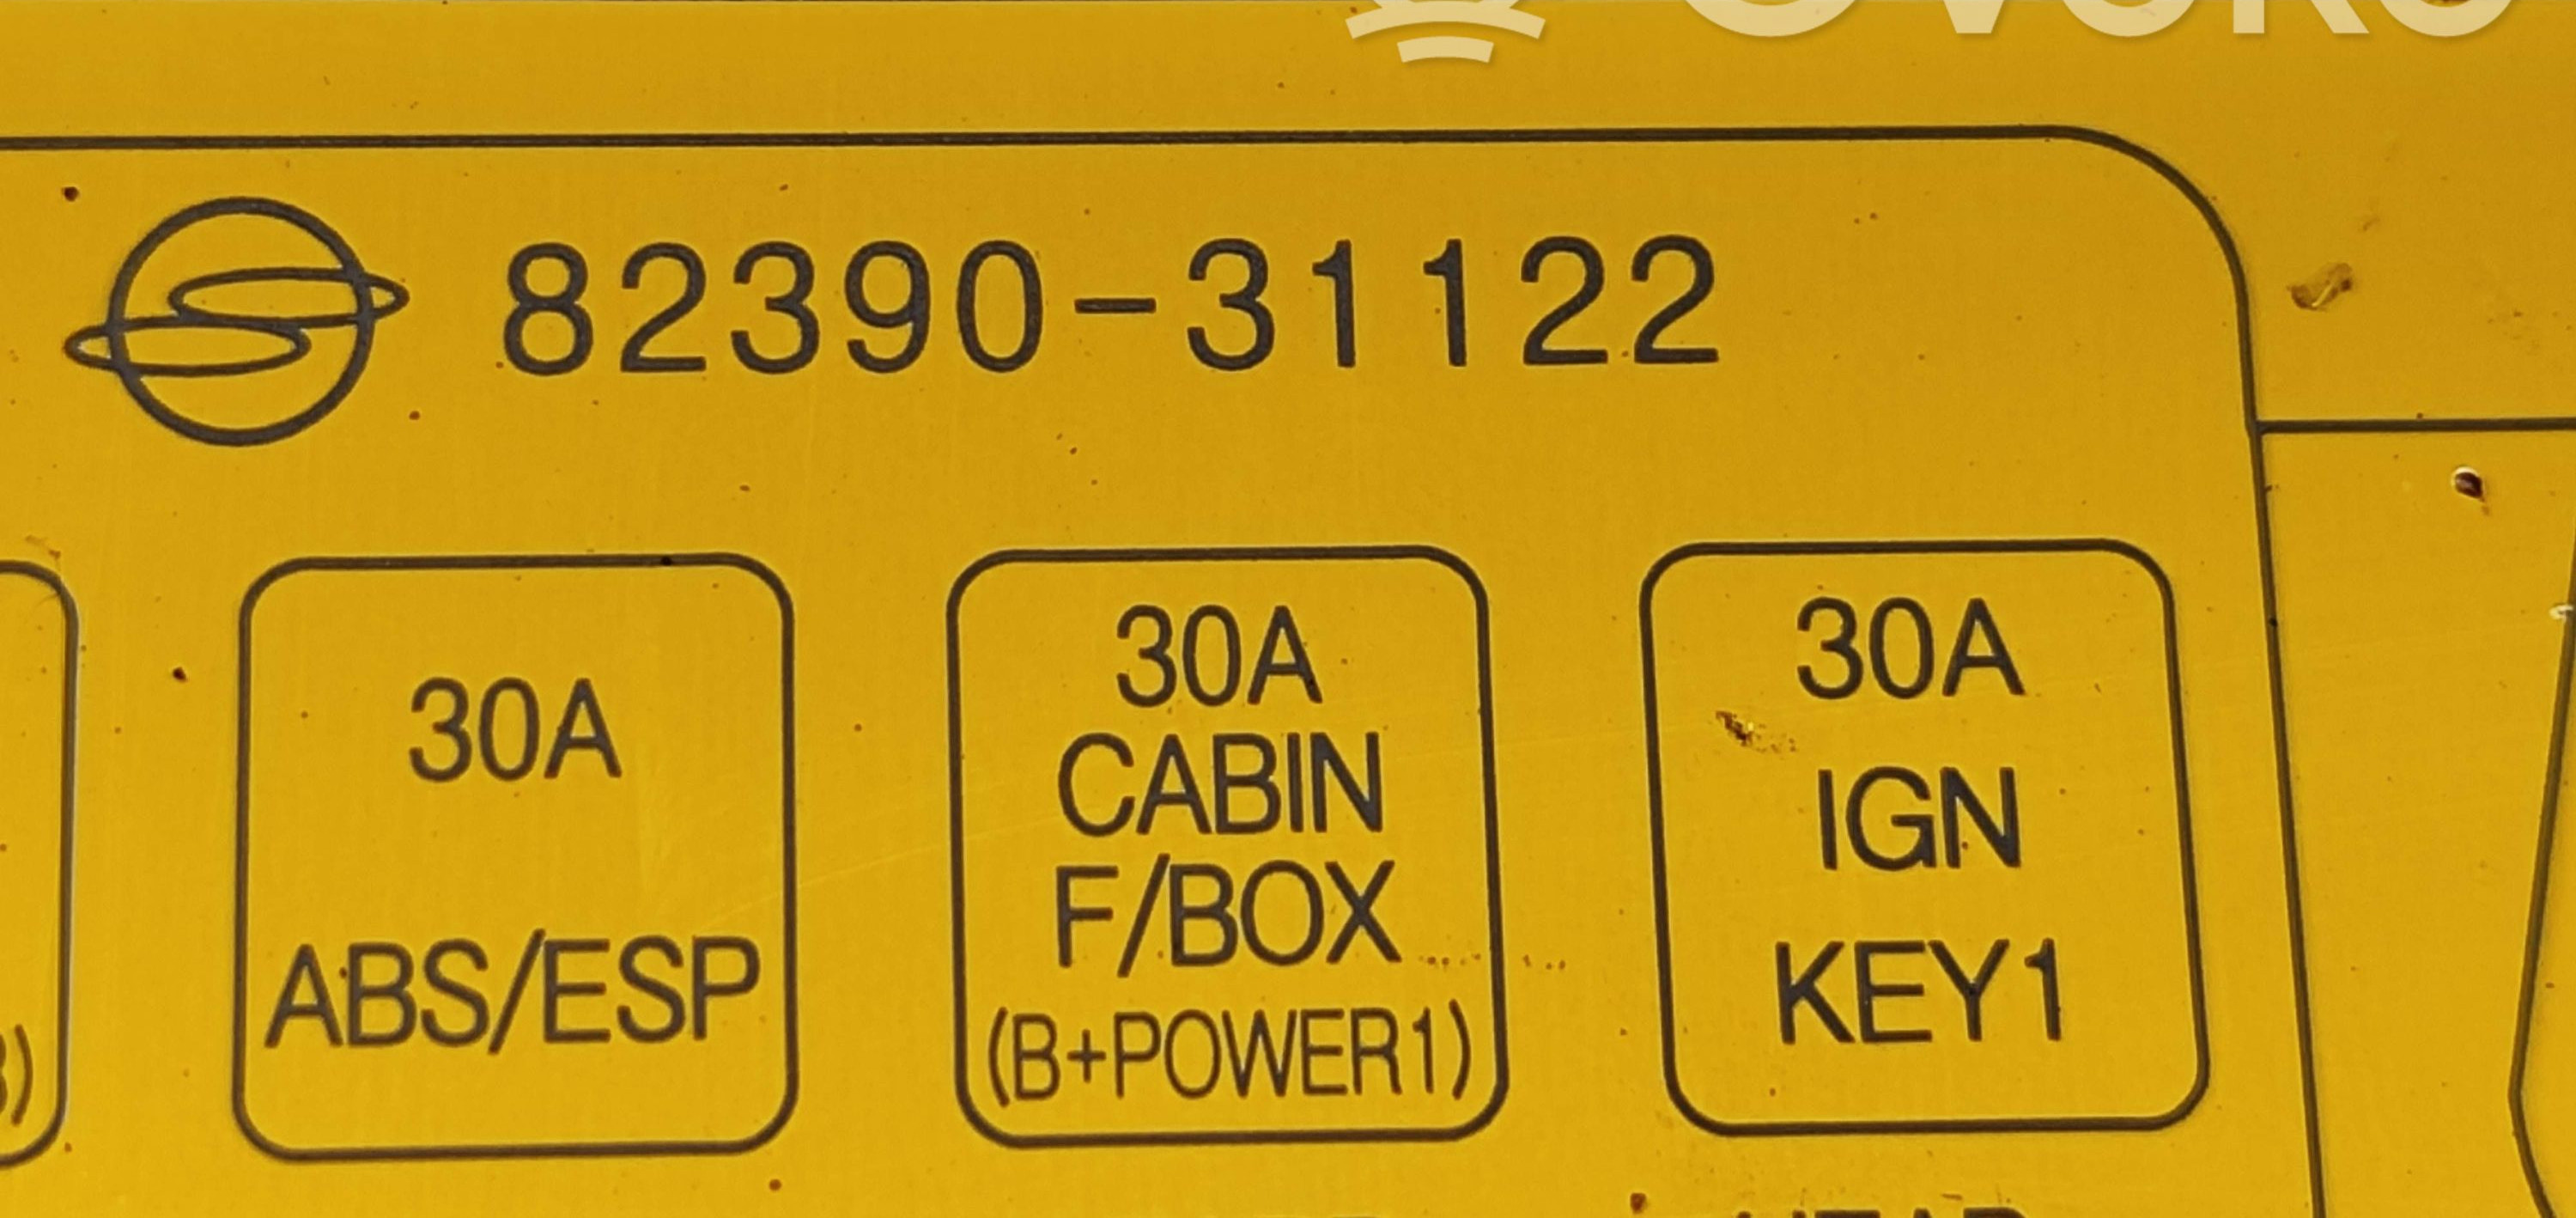 82390-31122
30A
ABS/ESP
30A
CABIN
F/BOX
(B+POWER1)
30A
IGN
KEY1